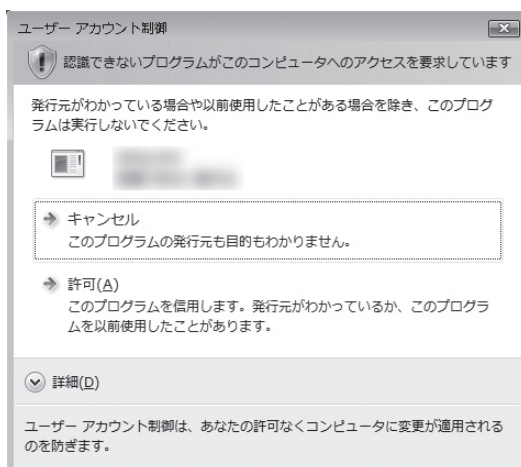 ユーザー アカウント制御
認識できないプログラムがこのコンピュータへのアクセスを要求しています
発行元がわかっている場合や以前使用したことがある場合を除き、このプログ
ラムは実行しないでください。
キャンセル
このプログラムの発行元も目的もわかりません。
許可(A)
このプログラムを信用します。発行元がわかっているか、このプログラ
ムを以前使用したことがあります。
詳細(D)
ユーザー アカウント制御は、あなたの許可なくコンピュータに変更が適用される
のを防ぎます。